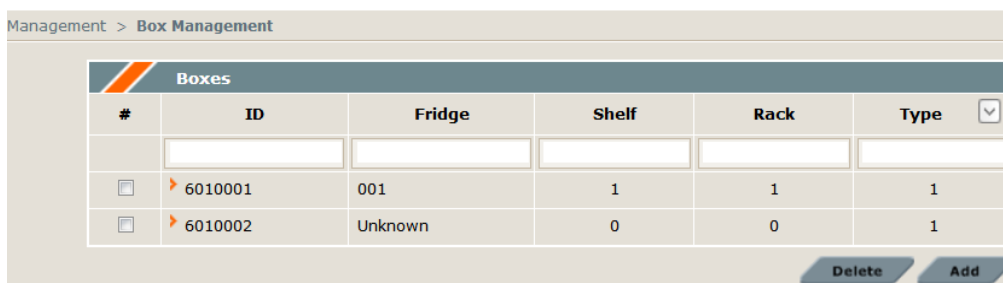 Management > Box Management
Boxes
# ID Fridge Shelf Rack Type
6010001 001 1 1 1
6010002 Unknown 0 0 1
Delete Add